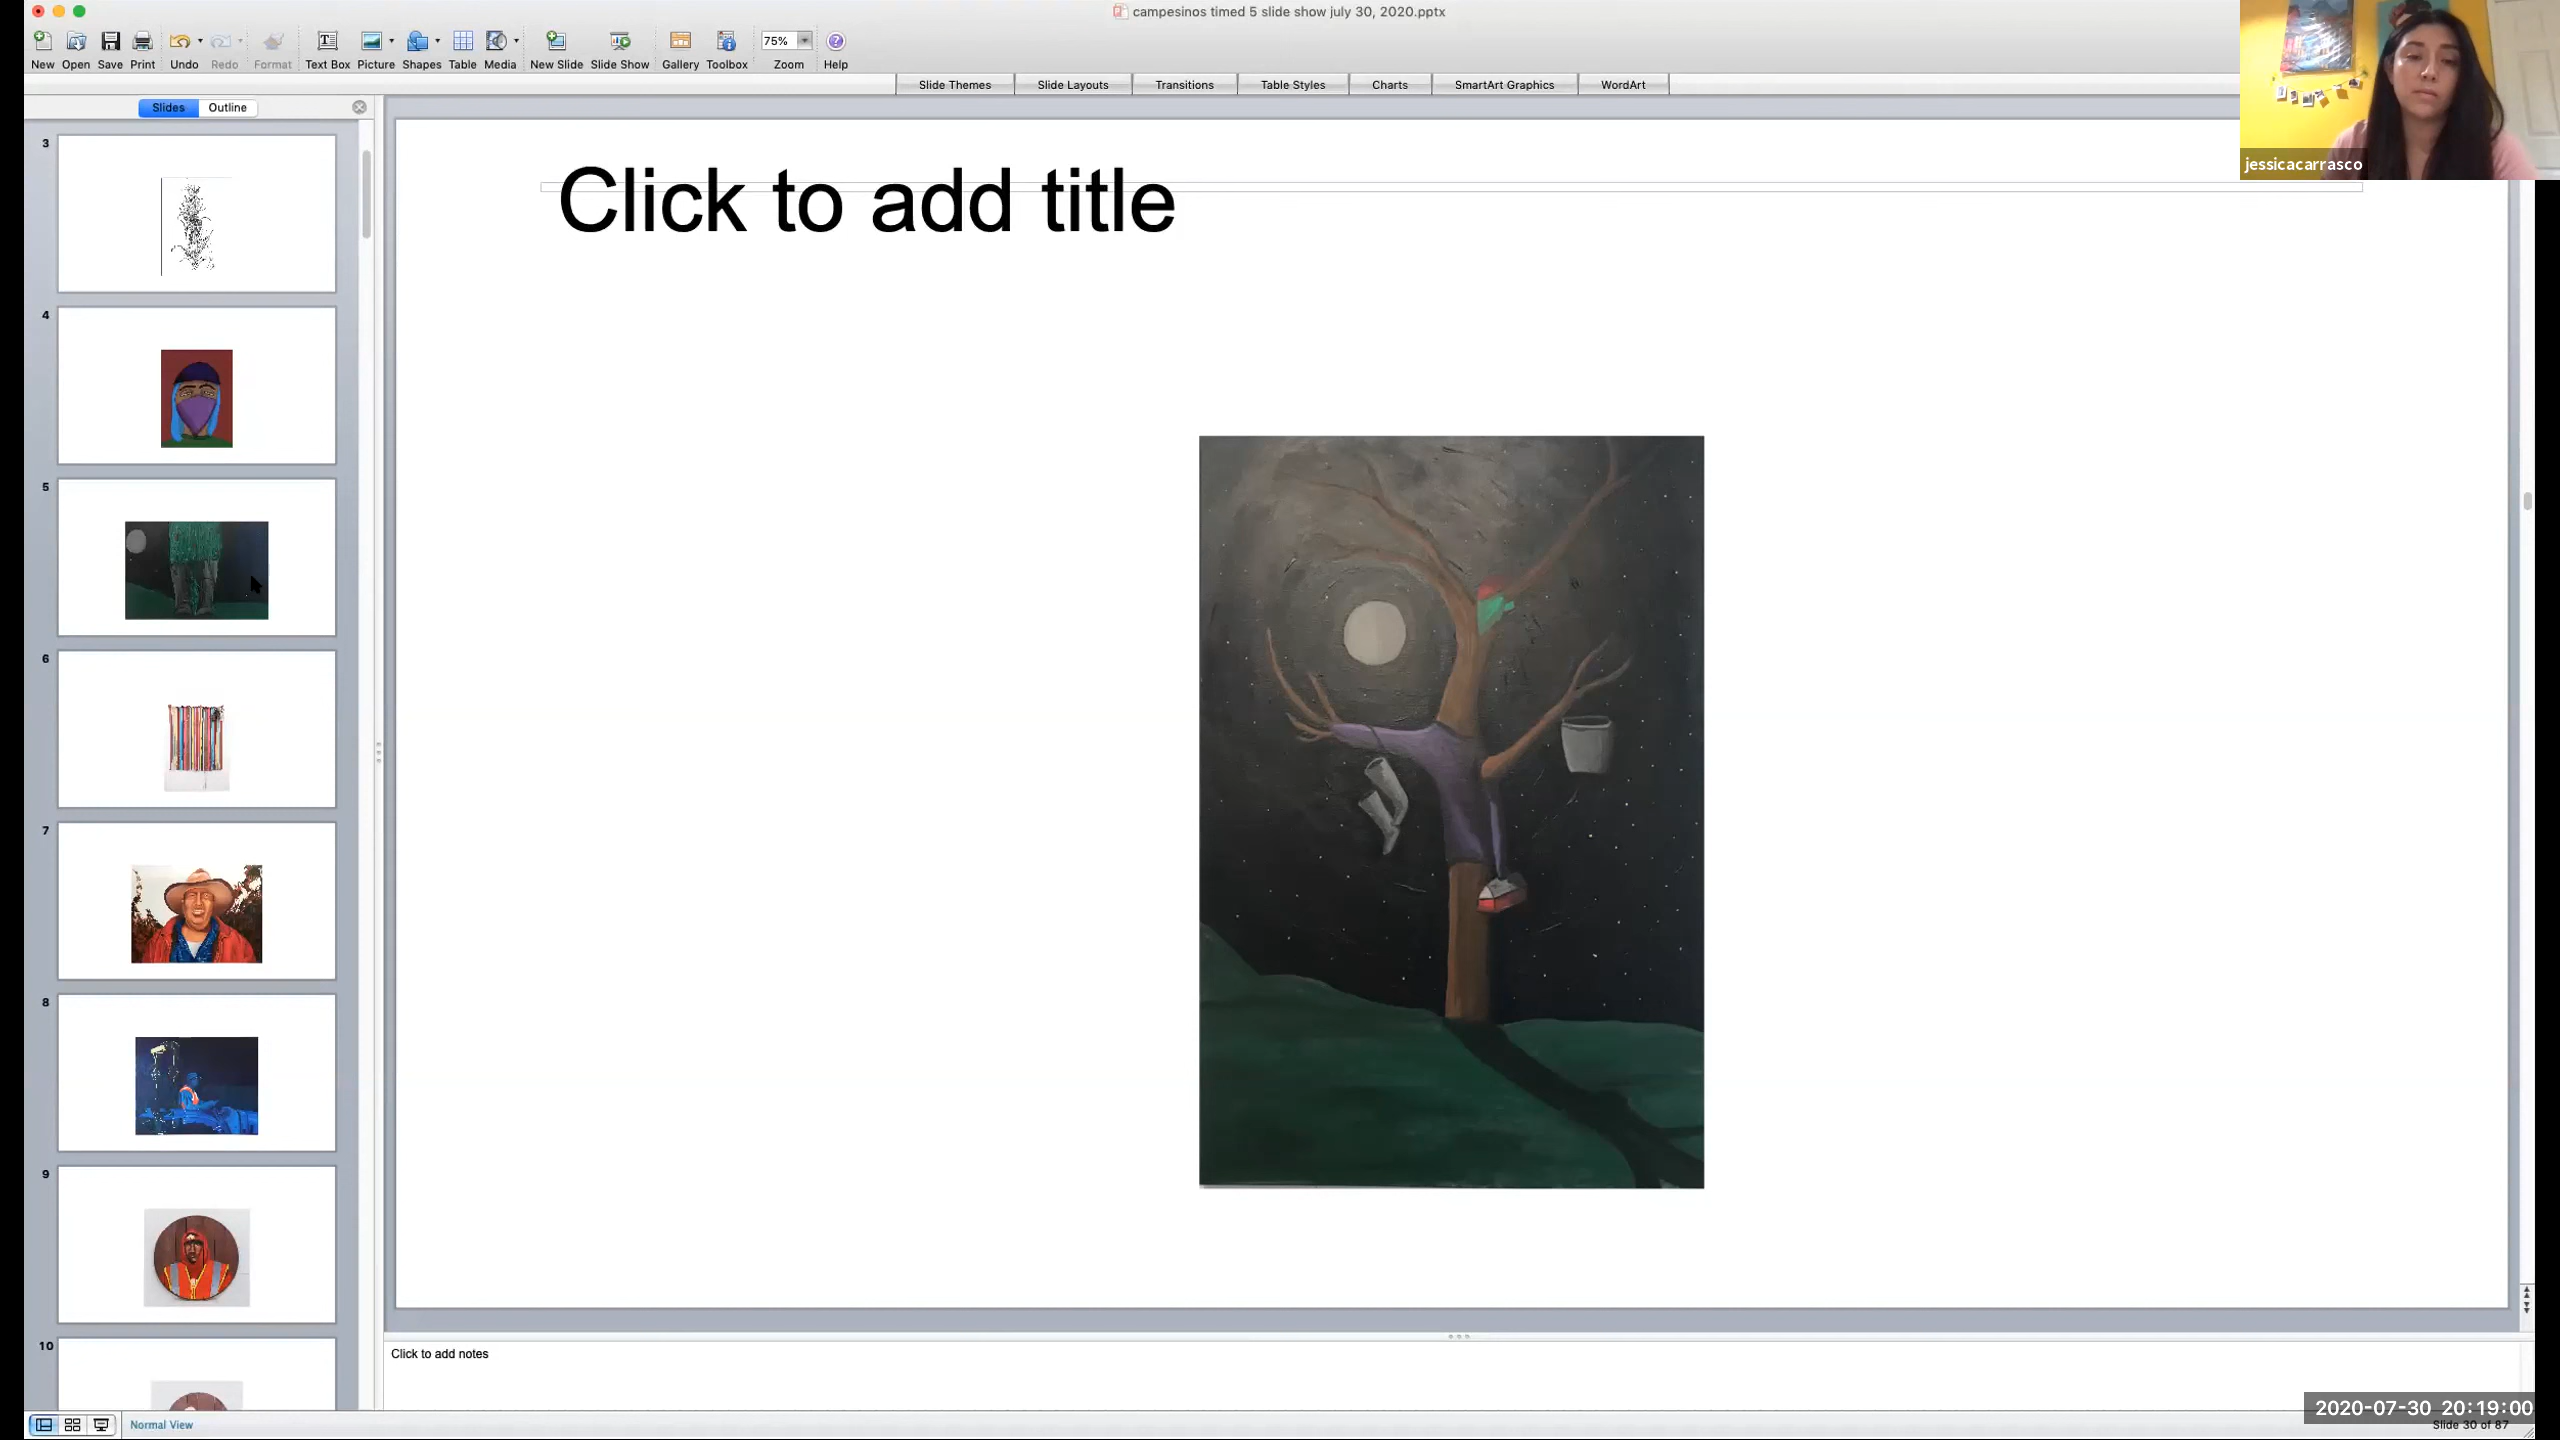 campesinos timed 5 slide show july 30, 2020.pptx
75%
New Open Save Print Undo Redo Format Text Box Picture Shapes Table Media New Slide Slide Show Gallery Toolbox Zoom Help
Slide Themes Slide Layouts Transitions Table Styles Charts SmartArt Graphics WordArt
Slides Outline
jessicacarrasco
Click to add title
3
4
5
6
7
8
9
10
Click to add notes
Normal View
2020-07-30 20:19:00
Slide 30 of 87